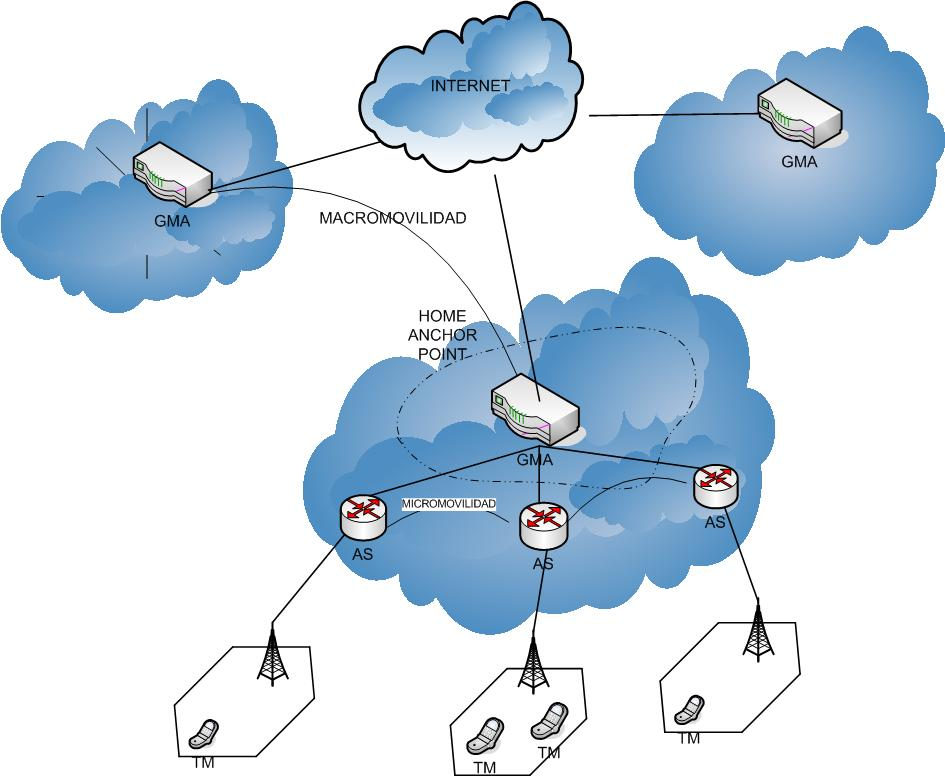 INTERNET
GMA
GMA
MACROMOVILIDAD
HOME
ANCHOR
POINT
GMA
MICROMOVILIDAD
AS
AS
AS
TM
TM
TM
TM